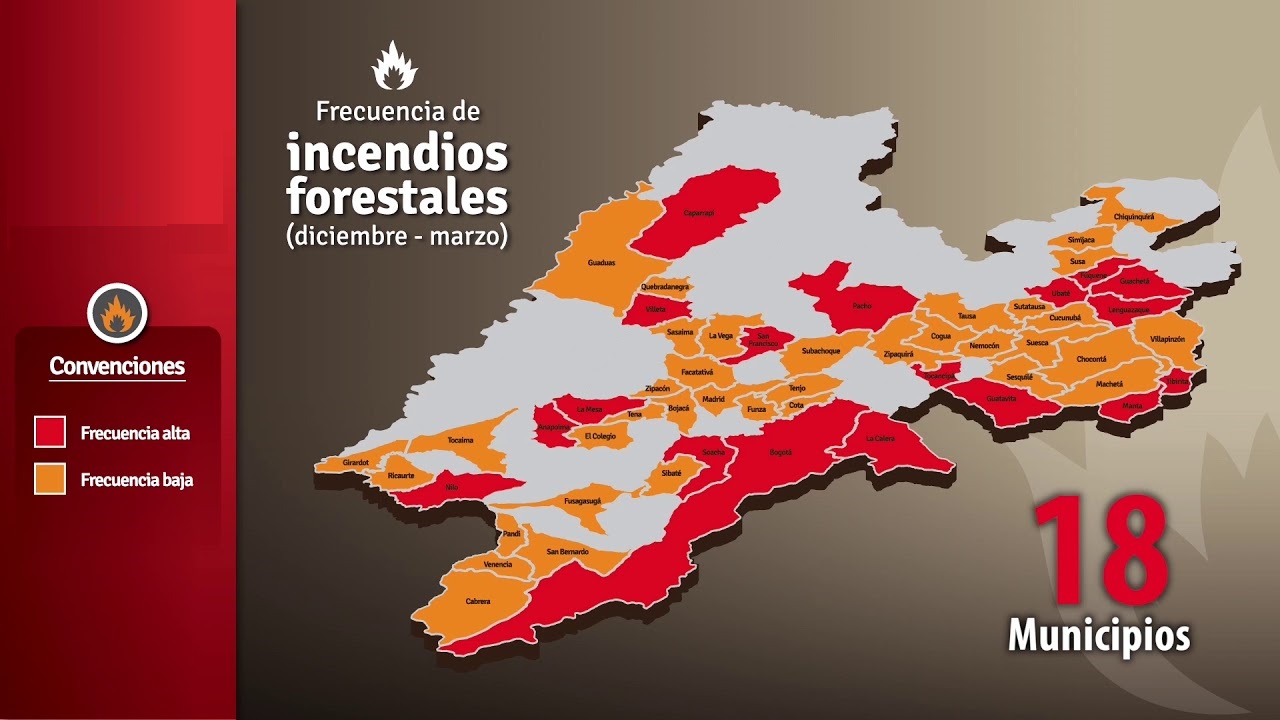 Frecuencia de
incendios
forestales
(diciembre - marzo)
Convenciones
Frecuencia alta
Frecuencia baja
Caparrapí
Guaduas
Quebradanegra
Villeta
Sasaima
La Vega
San
Francisco
Pacho
Subachoque
Facatativá
Zipacón
Bojacá
Madrid
Tenjo
Funza
Cota
La Mesa
Anapoima
Tena
El Colegio
Tocaima
Girardot
Ricaurte
Nilo
Soacha
Sibaté
Bogotá
La Calera
Fusagasugá
Pandi
San Bernardo
Venencia
Cabrera
Chiquinquirá
Simijaca
Susa
Fúquene
Guachetá
Ubaté
Lenguazaque
Sutatausa
Cucunubá
Tausa
Cogua
Nemocón
Suesca
Zipaquirá
Villapinzón
Chocontá
Sesquilé
Machetá
Tibirita
Guatavita
Manta
18
Municipios